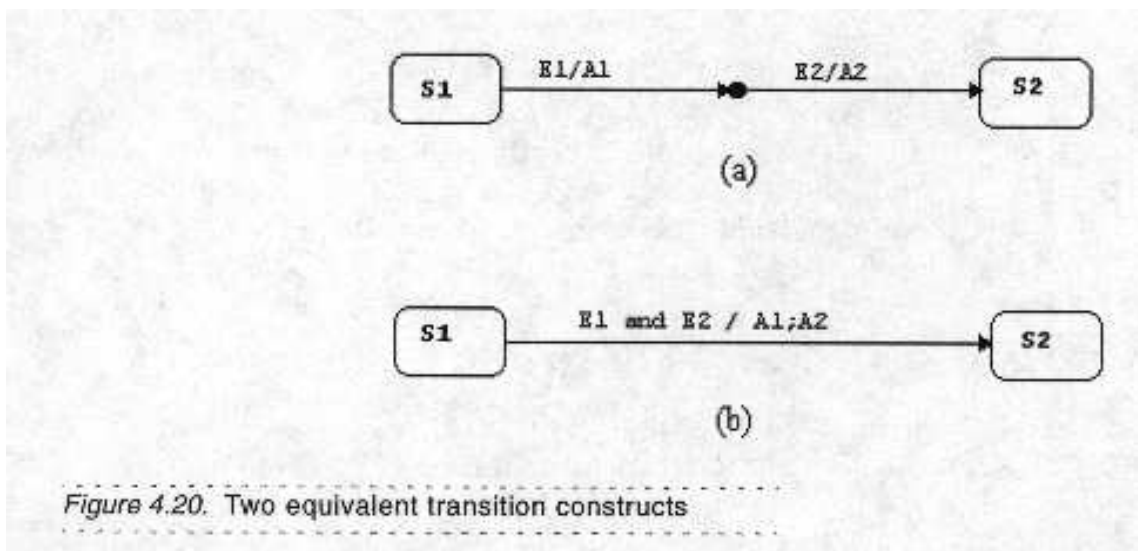 E1/A1
E2/A2
S1
S2
(a)
E1 and E2 / A1;A2
S1
S2
(b)
Figure 4.20. Two equivalent transition constructs